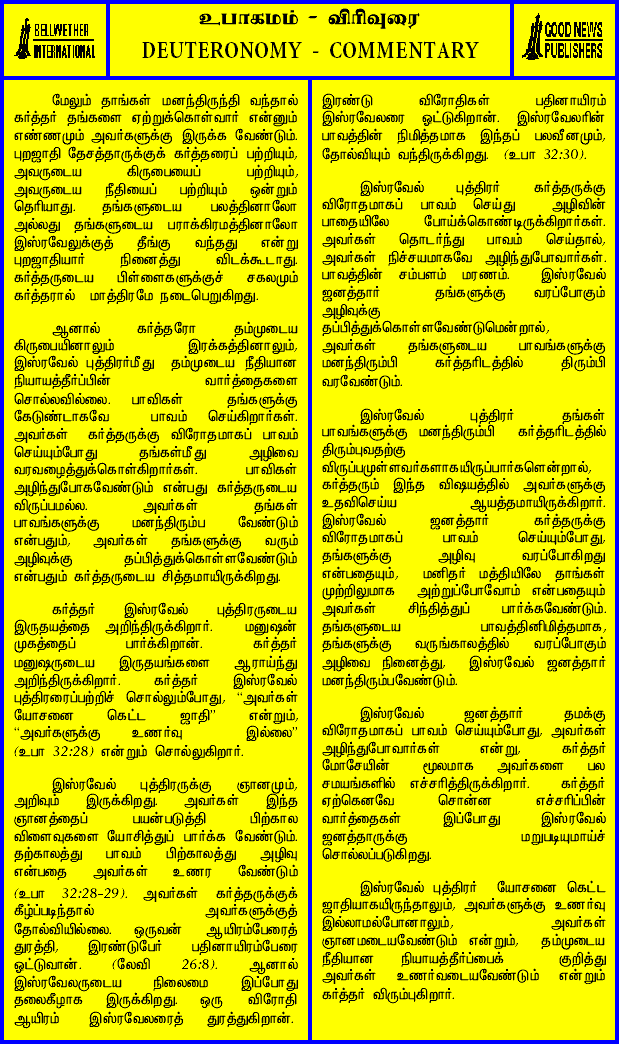 BELLWETHER
INTERNATIONAL
உபாகமம் - விரிவுரை
DEUTERONOMY - COMMENTARY
GOOD NEWS
PUBLISHERS
மேலும் தாங்கள் மனந்திருந்தி வந்தால்
கர்த்தர் தங்களை ஏற்றுக்கொள்வார் என்னும்
எண்ணமும் அவர்களுக்கு இருக்க வேண்டும்.
புறஜாதி தேசத்தாருக்குக் கர்த்தரைப் பற்றியும்,
அவருடைய கிருபையைப் பற்றியும்,
அவருடைய நீதியைப் பற்றியும் ஒன்றும்
தெரியாது. தங்களுடைய பலத்தினாலோ
அல்லது தங்களுடைய பராக்கிரமத்தினாலோ
இஸ்ரவேலுக்குத் தீங்கு வந்தது என்று
புறஜாதியார் நினைத்து விடக்கூடாது.
கர்த்தருடைய பிள்ளைகளுக்குச் சகலமும்
கர்த்தரால் மாத்திரமே நடைபெறுகிறது.
ஆனால் கர்த்தரோ தம்முடைய
கிருபையினாலும் இரக்கத்தினாலும்,
இஸ்ரவேல் புத்திரர்மீது தம்முடைய நீதியான
நியாயத்தீர்ப்பின் வார்த்தைகளை
சொல்லவில்லை. பாவிகள் தங்களுக்கு
கேடுண்டாகவே பாவம் செய்கிறார்கள்.
அவர்கள் கர்த்தருக்கு விரோதமாகப் பாவம்
செய்யும்போது தங்கள்மீது அழிவை
வரவழைத்துக்கொள்கிறார்கள். பாவிகள்
அழிந்துபோகவேண்டும் என்பது கர்த்தருடைய
விருப்பமல்ல. அவர்கள் தங்கள்
பாவங்களுக்கு மனந்திரும்ப வேண்டும்
என்பதும், அவர்கள் தங்களுக்கு வரும்
அழிவுக்கு தப்பித்துக்கொள்ளவேண்டும்
என்பதும் கர்த்தருடைய சித்தமாயிருக்கிறது.
கர்த்தர் இஸ்ரவேல் புத்திரருடைய
இருதயத்தை அறிந்திருக்கிறார். மனுஷன்
முகத்தைப் பார்க்கிறான். கர்த்தர்
மனுஷருடைய இருதயங்களை ஆராய்ந்து
அறிந்திருக்கிறார். கர்த்தர் இஸ்ரவேல்
புத்திரரைப்பற்றிச் சொல்லும்போது, “அவர்கள்
யோசனை கெட்ட ஜாதி” என்றும்,
“அவர்களுக்கு உணர்வு இல்லை”
(உபா 32:28) என்றும் சொல்லுகிறார்.
இஸ்ரவேல் புத்திரருக்கு ஞானமும்,
அறிவும் இருக்கிறது. அவர்கள் இந்த
ஞானத்தைப் பயன்படுத்தி பிற்கால
விளைவுகளை யோசித்துப் பார்க்க வேண்டும்.
தற்காலத்து பாவம் பிற்காலத்து அழிவு
என்பதை அவர்கள் உணர வேண்டும்
(உபா 32:28-29). அவர்கள் கர்த்தருக்குக்
கீழ்ப்படிந்தால் அவர்களுக்குத்
தோல்வியில்லை. ஒருவன் ஆயிரம்பேரைத்
துரத்தி, இரண்டுபேர் பதினாயிரம்பேரை
ஓட்டுவான். (லேவி 26:8). ஆனால்
இஸ்ரவேலருடைய நிலைமை இப்போது
தலைகீழாக இருக்கிறது. ஒரு விரோதி
ஆயிரம் இஸ்ரவேலரைத் துரத்துகிறான்.
இரண்டு விரோதிகள் பதினாயிரம்
இஸ்ரவேலரை ஒட்டுகிறான். இஸ்ரவேலரின்
பாவத்தின் நிமித்தமாக இந்தப் பலவீனமும்,
தோல்வியும் வந்திருக்கிறது. (உபா 32:30).
இஸ்ரவேல் புத்திரர் கர்த்தருக்கு
விரோதமாகப் பாவம் செய்து அழிவின்
பாதையிலே போய்க்கொண்டிருக்கிறார்கள்.
அவர்கள் தொடர்ந்து பாவம் செய்தால்,
அவர்கள் நிச்சயமாகவே அழிந்துபோவார்கள்.
பாவத்தின் சம்பளம் மரணம். இஸ்ரவேல்
ஜனத்தார் தங்களுக்கு வரப்போகும்
அழிவுக்கு
தப்பித்துக்கொள்ளவேண்டுமென்றால்,
அவர்கள் தங்களுடைய பாவங்களுக்கு
மனந்திரும்பி கர்த்தரிடத்தில் திரும்பி
வரவேண்டும்.
இஸ்ரவேல் புத்திரர் தங்கள்
பாவங்களுக்கு மனந்திரும்பி கர்த்தரிடத்தில்
திரும்புவதற்கு
விருப்பமுள்ளவர்களாகயிருப்பார்களென்றால்,
கர்த்தரும் இந்த விஷயத்தில் அவர்களுக்கு
உதவிசெய்ய ஆயத்தமாயிருக்கிறார்.
இஸ்ரவேல் ஜனத்தார் கர்த்தருக்கு
விரோதமாகப் பாவம் செய்யும்போது,
தங்களுக்கு அழிவு வரப்போகிறது
என்பதையும், மனிதர் மத்தியிலே தாங்கள்
முற்றிலுமாக அற்றுப்போவோம் என்பதையும்
அவர்கள் சிந்தித்துப் பார்க்கவேண்டும்.
தங்களுடைய பாவத்தினிமித்தமாக,
தங்களுக்கு வருங்காலத்தில் வரப்போகும்
அழிவை நினைத்து, இஸ்ரவேல் ஜனத்தார்
மனந்திரும்பவேண்டும்.
இஸ்ரவேல் ஜனத்தார் தமக்கு
விரோதமாகப் பாவம் செய்யும்போது, அவர்கள்
அழிந்துபோவார்கள் என்று, கர்த்தர்
மோசேயின் மூலமாக அவர்களை பல
சமயங்களில் எச்சரித்திருக்கிறார். கர்த்தர்
ஏற்கெனவே சொன்ன எச்சரிப்பின்
வார்த்தைகள் இப்போது இஸ்ரவேல்
ஜனத்தாருக்கு மறுபடியுமாய்ச்
சொல்லப்படுகிறது.
இஸ்ரவேல் புத்திரர் யோசனை கெட்ட
ஜாதியாகயிருந்தாலும், அவர்களுக்கு உணர்வு
இல்லாமல்போனாலும், அவர்கள்
ஞானமடையவேண்டும் என்றும், தம்முடைய
நீதியான நியாயத்தீர்ப்பைக் குறித்து
அவர்கள் உணர்வடையவேண்டும் என்றும்
கர்த்தர் விரும்புகிறார்.